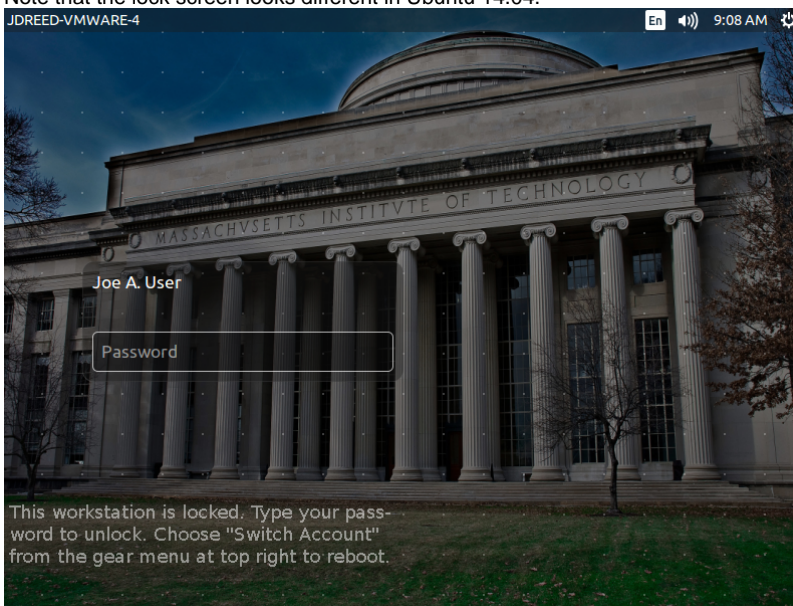 Note that the lock screen looks different in Ubuntu 14.04.
JDREED-VMWARE-4 En 9:08 AM
MASSACHVSETTS INSTITVTE OF TECHNOLOGY
Joe A. User
Password
This workstation is locked. Type your pass-
word to unlock. Choose "Switch Account"
from the gear menu at top right to reboot.